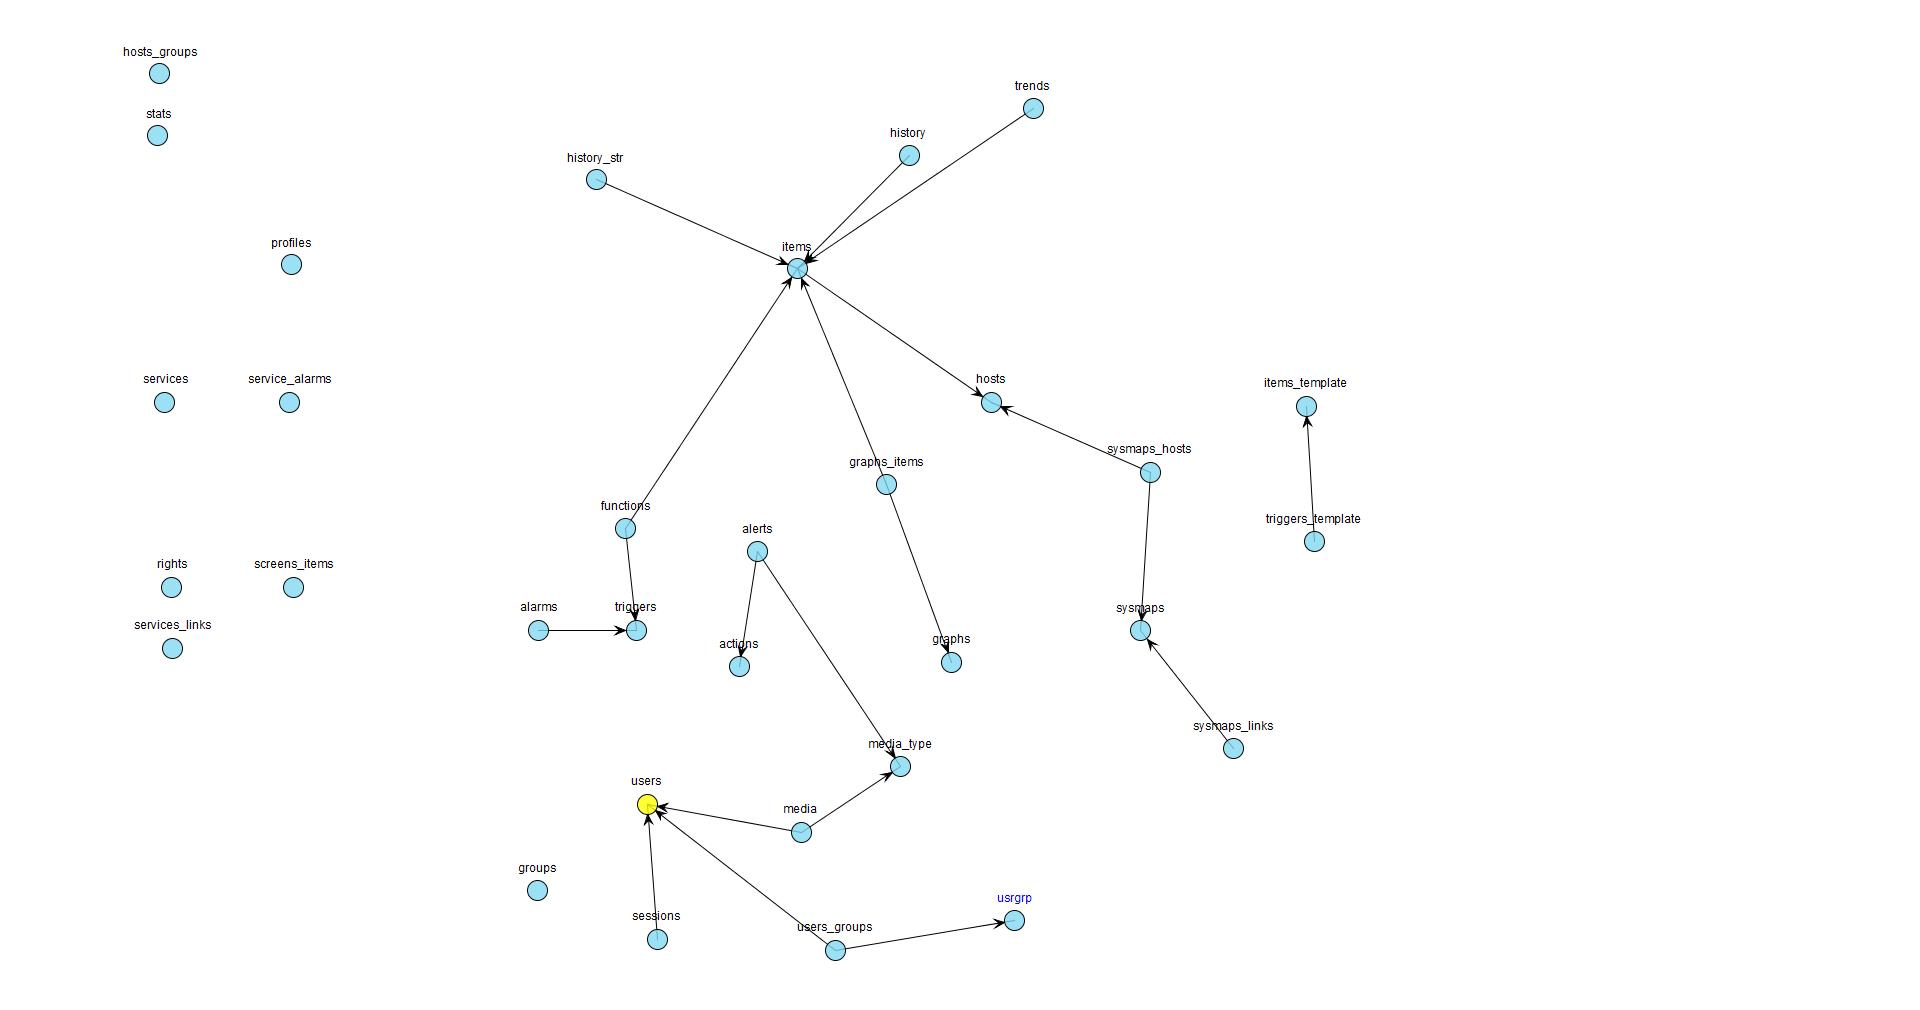 hosts_groups
stats
trends
history
history_str
profiles
items
services
service_alarms
hosts
items_template
sysmaps_hosts
graphs_items
functions
triggers_template
alerts
rights
screens_items
alarms
triggers
sysmaps
services_links
actions
graphs
sysmaps_links
media_type
users
media
groups
usrgrp
sessions
users_groups